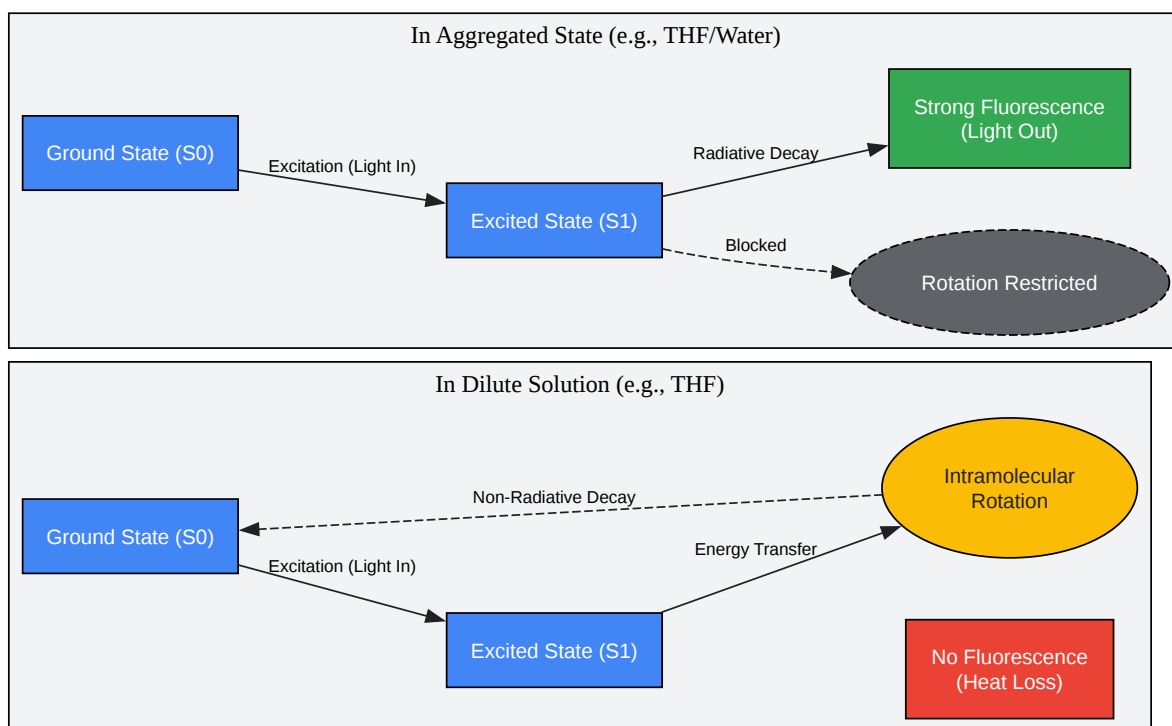 In Aggregated State (e.g., THF/Water)
Strong Fluorescence
(Light Out)
Ground State (S0)
Radiative Decay
Excitation (Light In)
Excited State (S1)
Blocked
Rotation Restricted
In Dilute Solution (e.g., THF)
Intramolecular
Rotation
Non-Radiative Decay
Ground State (S0)
Energy Transfer
Excitation (Light In)
Excited State (S1)
No Fluorescence
(Heat Loss)